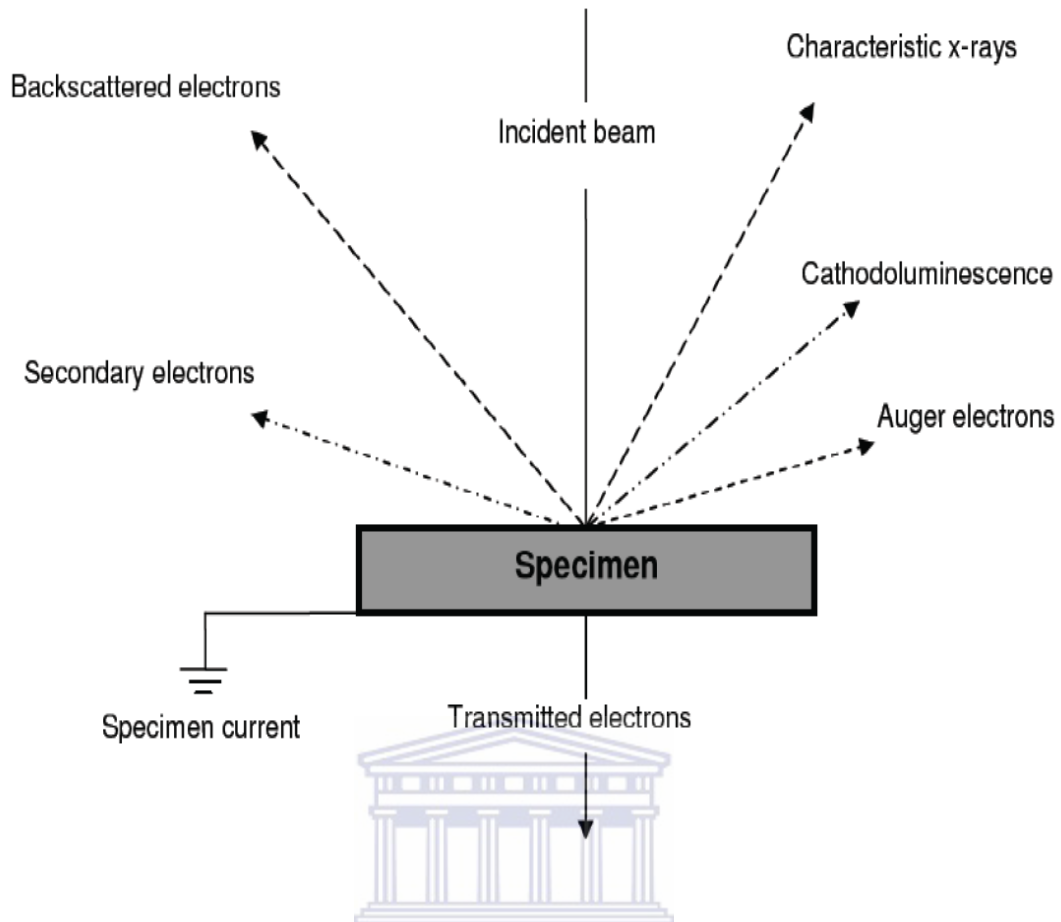 Characteristic x-rays
Backscattered electrons
Incident beam
Cathodoluminescence
Secondary electrons
Auger electrons
Specimen
Specimen current
Transmitted electrons